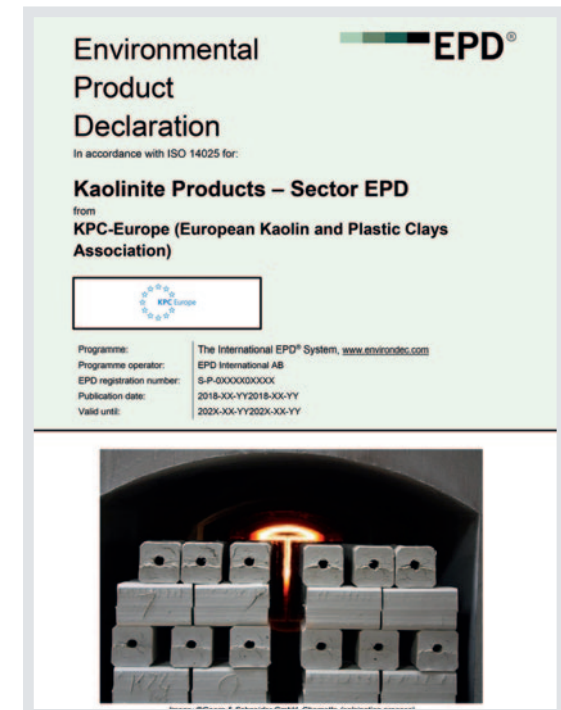 Environmental
Product
Declaration
EPD®
In accordance with ISO 14025 for:
Kaolinite Products – Sector EPD
from
KPC-Europe (European Kaolin and Plastic Clays
Association)
KPC Europe
Programme: The International EPD® System, www.environdec.com
Programme operator: EPD International AB
EPD registration number: S-P-0XXXX0XXXX
Publication date: 2018-XX-YY2018-XX-YY
Valid until: 202X-XX-YY202X-XX-YY